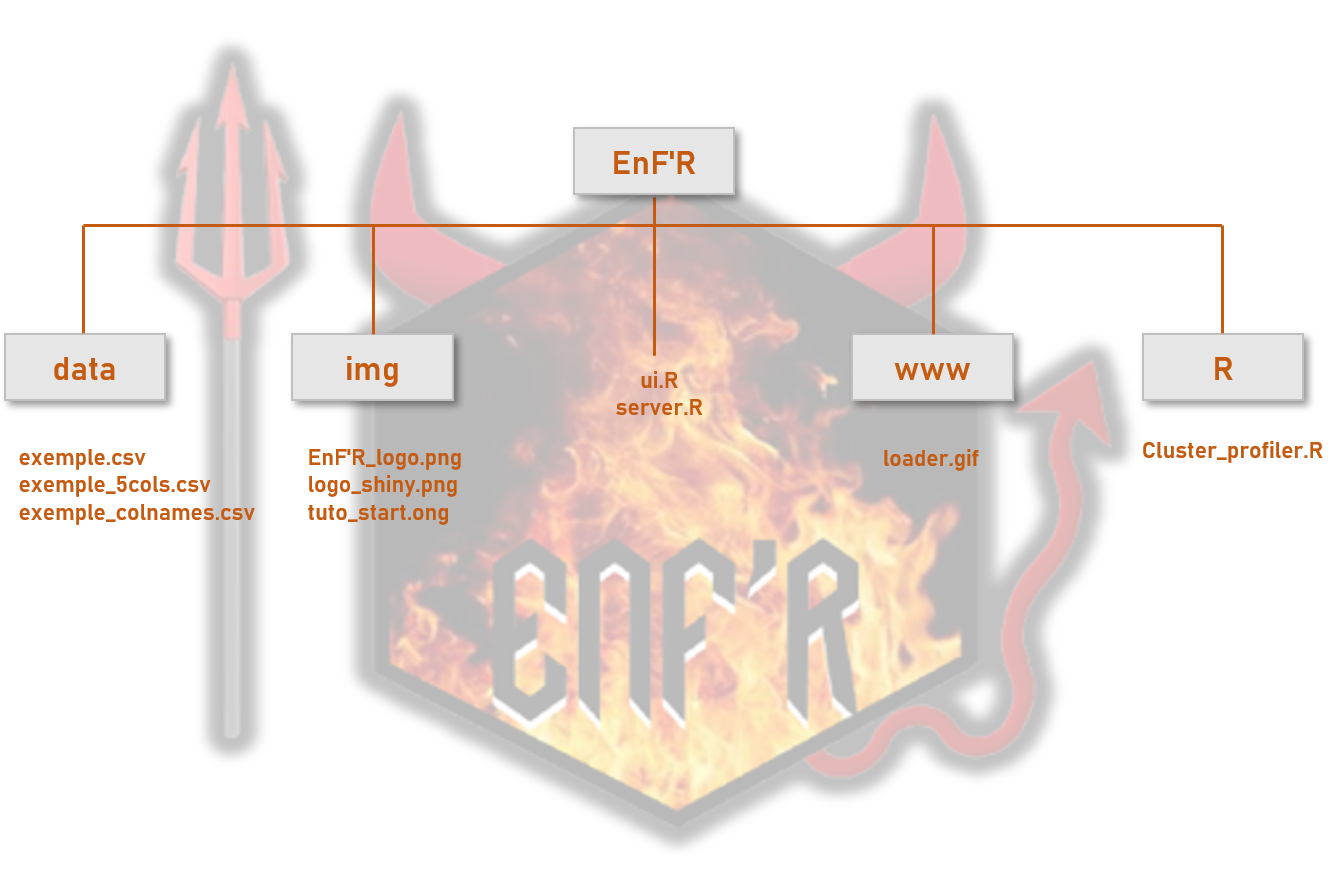 EnF'R
data
img
ui.R
server.R
www
R
exemple.csv
exemple_5cols.csv
exemple_colnames.csv
EnF'R_logo.png
logo_shiny.png
tuto_start.ong
loader.gif
Cluster_profiler.R
ENF'R